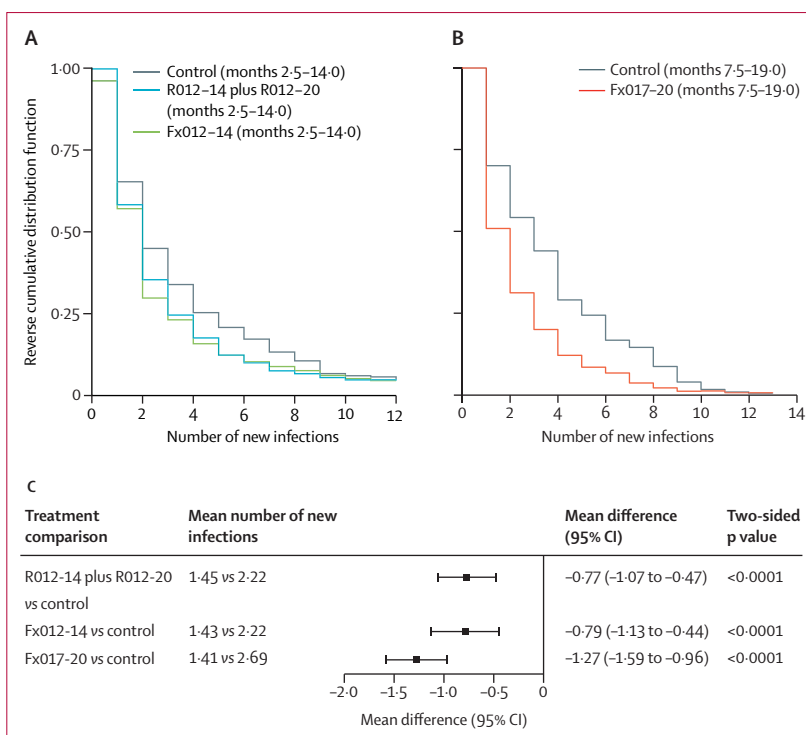 A
Control (months 2·5–14·0)
R012–14 plus R012–20
(months 2·5–14·0)
Fx012–14 (months 2·5–14·0)
Reverse cumulative distribution function
1·00
0·75
0·50
0·25
0
0 2 4 6 8 10 12
Number of new infections
B
Control (months 7·5–19·0)
Fx017–20 (months 7·5–19·0)
0 2 4 6 8 10 12 14
Number of new infections
C
Treatment comparison Mean number of new infections Mean difference (95% CI) Two-sided p value
R012-14 plus R012-20 vs control 1·45 vs 2·22 –0·77 (–1·07 to –0·47) <0·0001
Fx012-14 vs control 1·43 vs 2·22 –0·79 (–1·13 to –0·44) <0·0001
Fx017-20 vs control 1·41 vs 2·69 –1·27 (–1·59 to –0·96) <0·0001
–2·0 –1·5 –1·0 –0·5 0
Mean difference (95% CI)